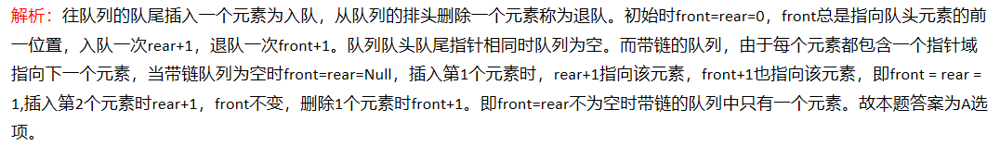 解析：往队列的队尾插入一个元素为入队，从队列的排头删除一个元素称为退队。初始时front=rear=0，front总是指向队头元素的前
一位置，入队一次rear+1，退队一次front+1。队列队头队尾指针相同时队列为空。而带链的队列，由于每个元素都包含一个指针域
指向下一个元素，当带链队列为空时front=rear=Null，插入第1个元素时，rear+1指向该元素，front+1也指向该元素，即front = rear =
1,插入第2个元素时rear+1，front不变，删除1个元素时front+1。即front=rear不为空时带链的队列中只有一个元素。故本题答案为A选
项。